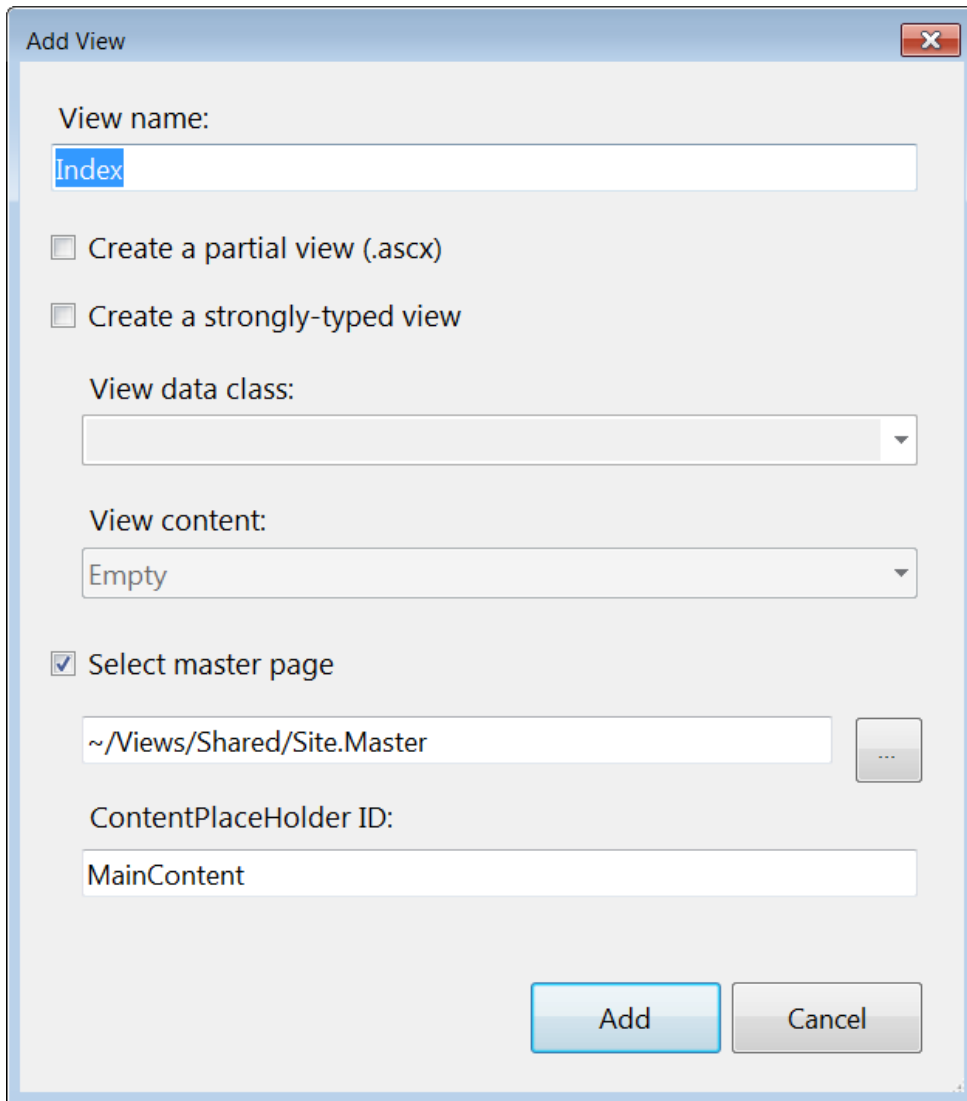 Add View
View name:
Index
Create a partial view (.ascx)
Create a strongly-typed view
View data class:
View content:
Empty
Select master page
~/Views/Shared/Site.Master
...
ContentPlaceHolder ID:
MainContent
Add Cancel